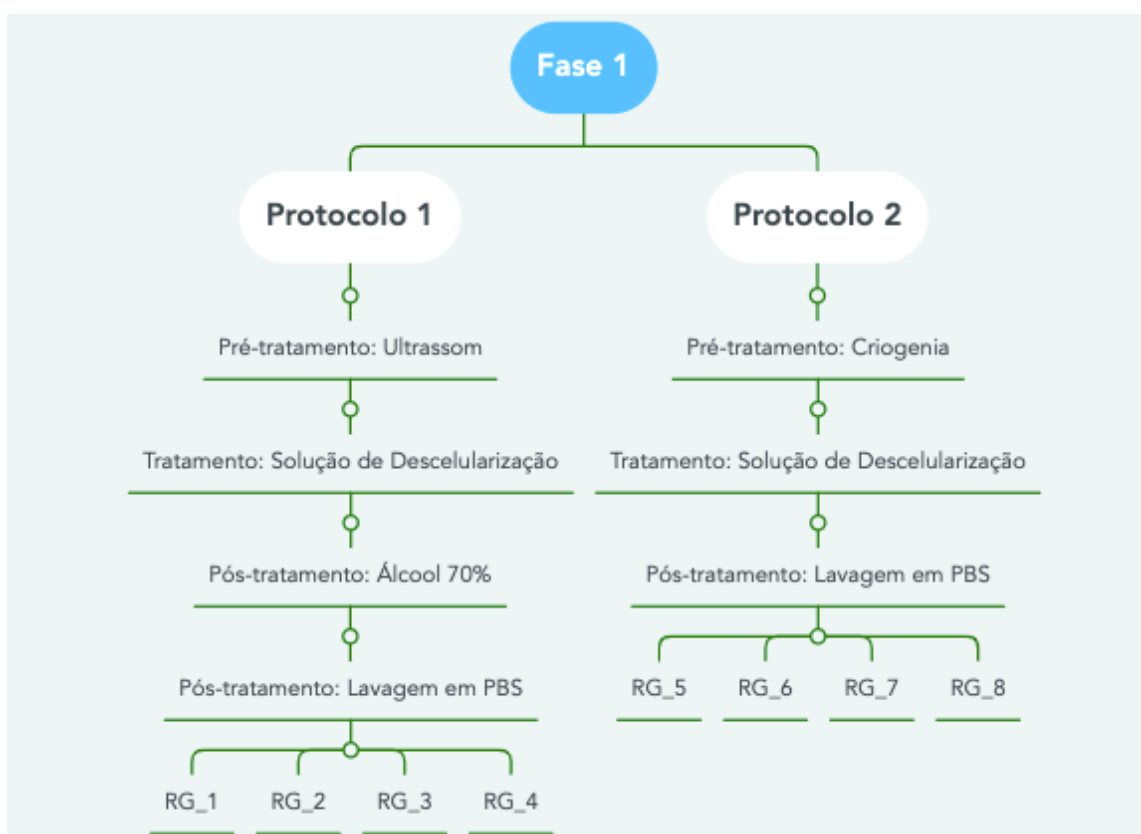 Fase 1
Protocolo 1
Protocolo 2
Pré-tratamento: Ultrassom
Pré-tratamento: Criogenia
Tratamento: Solução de Descelularização
Tratamento: Solução de Descelularização
Pós-tratamento: Álcool 70%
Pós-tratamento: Lavagem em PBS
Pós-tratamento: Lavagem em PBS
RG_5
RG_6
RG_7
RG_8
RG_1
RG_2
RG_3
RG_4